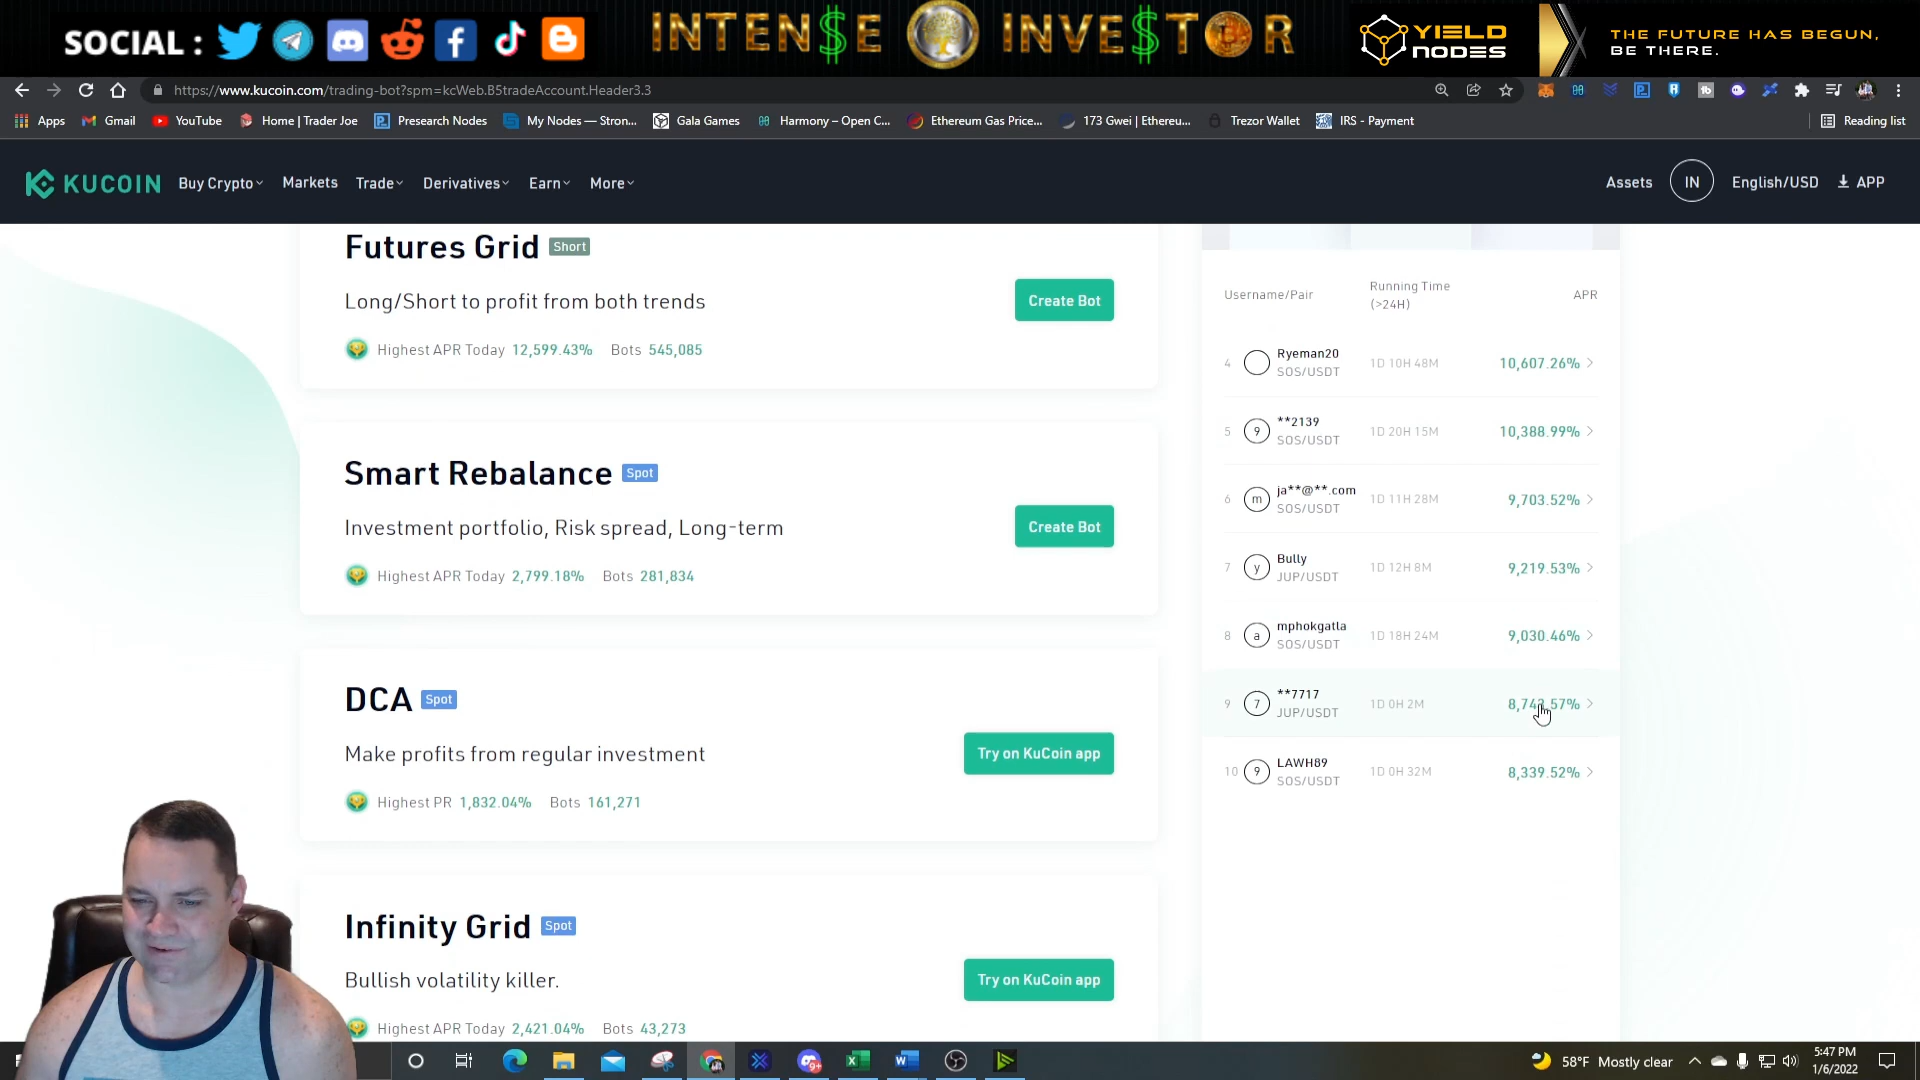 SOCIAL :
INTEN$E INVE$TOR
YIELD NODES
THE FUTURE HAS BEGUN,
BE THERE.
https://www.kucoin.com/trading-bot?spm=kcWeb.B5tradeAccount.Header3.3
Apps Gmail YouTube Home | Trader Joe Presearch Nodes My Nodes — Stron... Gala Games Harmony – Open C... Ethereum Gas Price... 173 Gwei | Ethereu... Trezor Wallet IRS - Payment Reading list
KUCOIN Buy Crypto Markets Trade Derivatives Earn More Assets IN English/USD APP
Futures Grid Short
Long/Short to profit from both trends
Create Bot
Highest APR Today 12,599.43% Bots 545,085
Smart Rebalance Spot
Investment portfolio, Risk spread, Long-term
Create Bot
Highest APR Today 2,799.18% Bots 281,834
DCA Spot
Make profits from regular investment
Try on KuCoin app
Highest PR 1,832.04% Bots 161,271
Infinity Grid Spot
Bullish volatility killer.
Try on KuCoin app
Highest APR Today 2,421.04% Bots 43,273
Username/Pair Running Time (>24H) APR
4 Ryeman20 SOS/USDT 1D 10H 48M 10,607.26%
5 9 **2139 SOS/USDT 1D 20H 15M 10,388.99%
6 m ja**@**.com SOS/USDT 1D 11H 28M 9,703.52%
7 y Bully JUP/USDT 1D 12H 8M 9,219.53%
8 a mphokgatla SOS/USDT 1D 18H 24M 9,030.46%
9 7 **7717 JUP/USDT 1D 0H 2M 8,743.57%
10 9 LAWH89 SOS/USDT 1D 0H 32M 8,339.52%
58°F Mostly clear
5:47 PM
1/6/2022